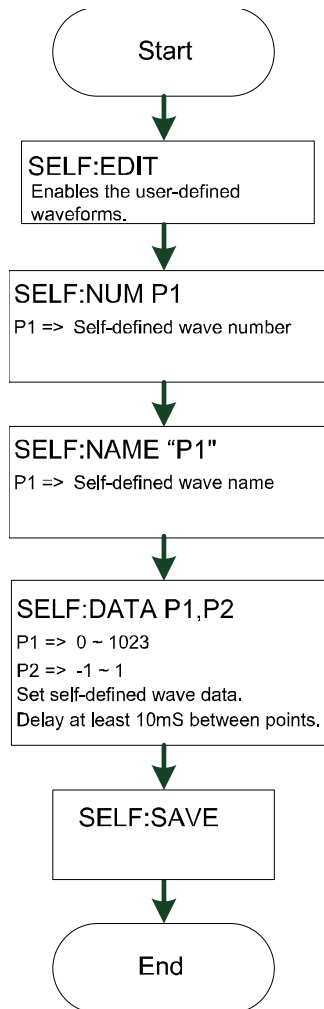 Start
SELF:EDIT
Enables the user-defined
waveforms.
SELF:NUM P1
P1 => Self-defined wave number
SELF:NAME “P1"
P1 => Self-defined wave name
SELF:DATA P1,P2
P1 => 0 ~ 1023
P2 => -1 ~ 1
Set self-defined wave data.
Delay at least 10mS between points.
SELF:SAVE
End